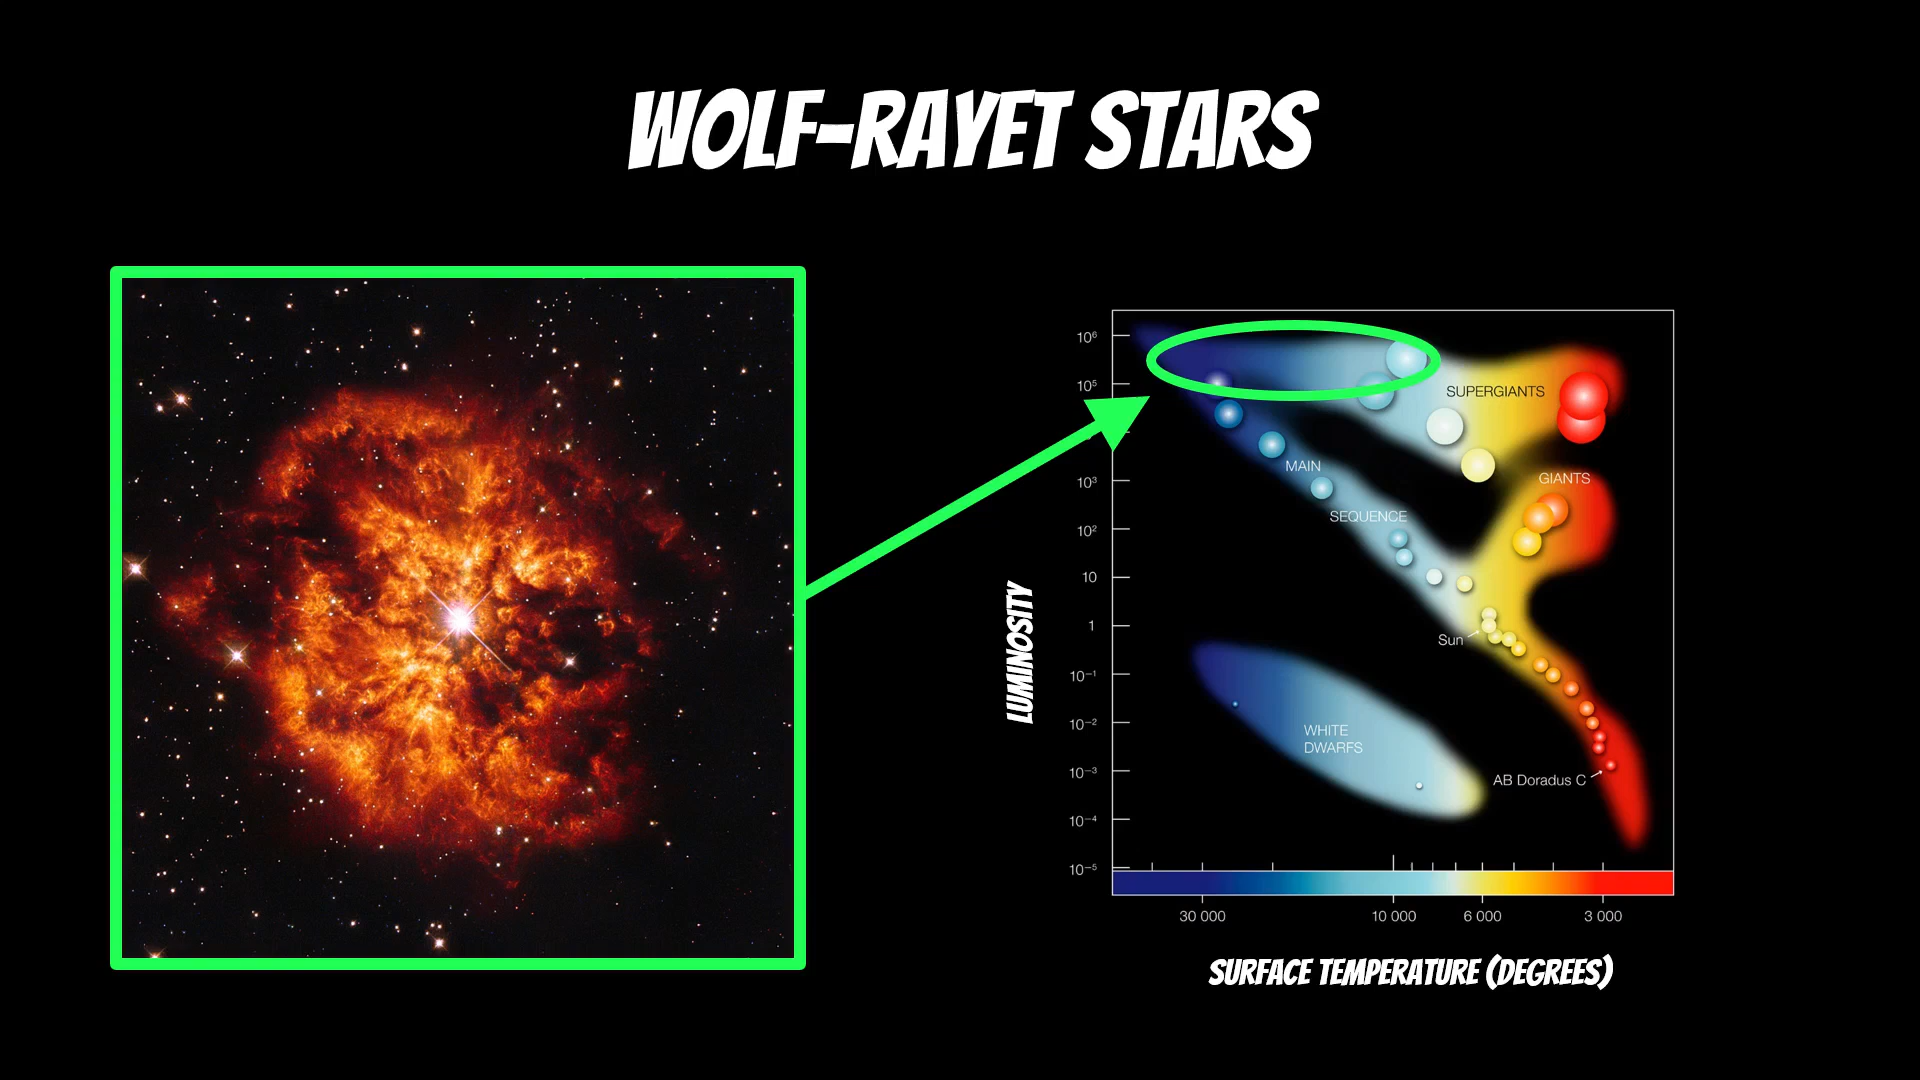 WOLF-RAYET STARS
10⁶
10⁵
10³
10²
10
1
10⁻¹
10⁻²
10⁻³
10⁻⁴
10⁻⁵
LUMINOSITY
SUPERGIANTS
GIANTS
MAIN
SEQUENCE
Sun
WHITE
DWARFS
AB Doradus C
30 000 10 000 6 000 3 000
SURFACE TEMPERATURE (DEGREES)